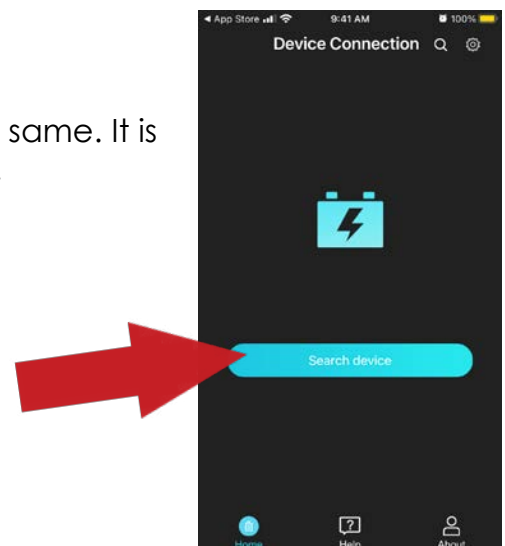 App Store 9:41 AM 100%
Device Connection
same. It is
Search device
Home Help About